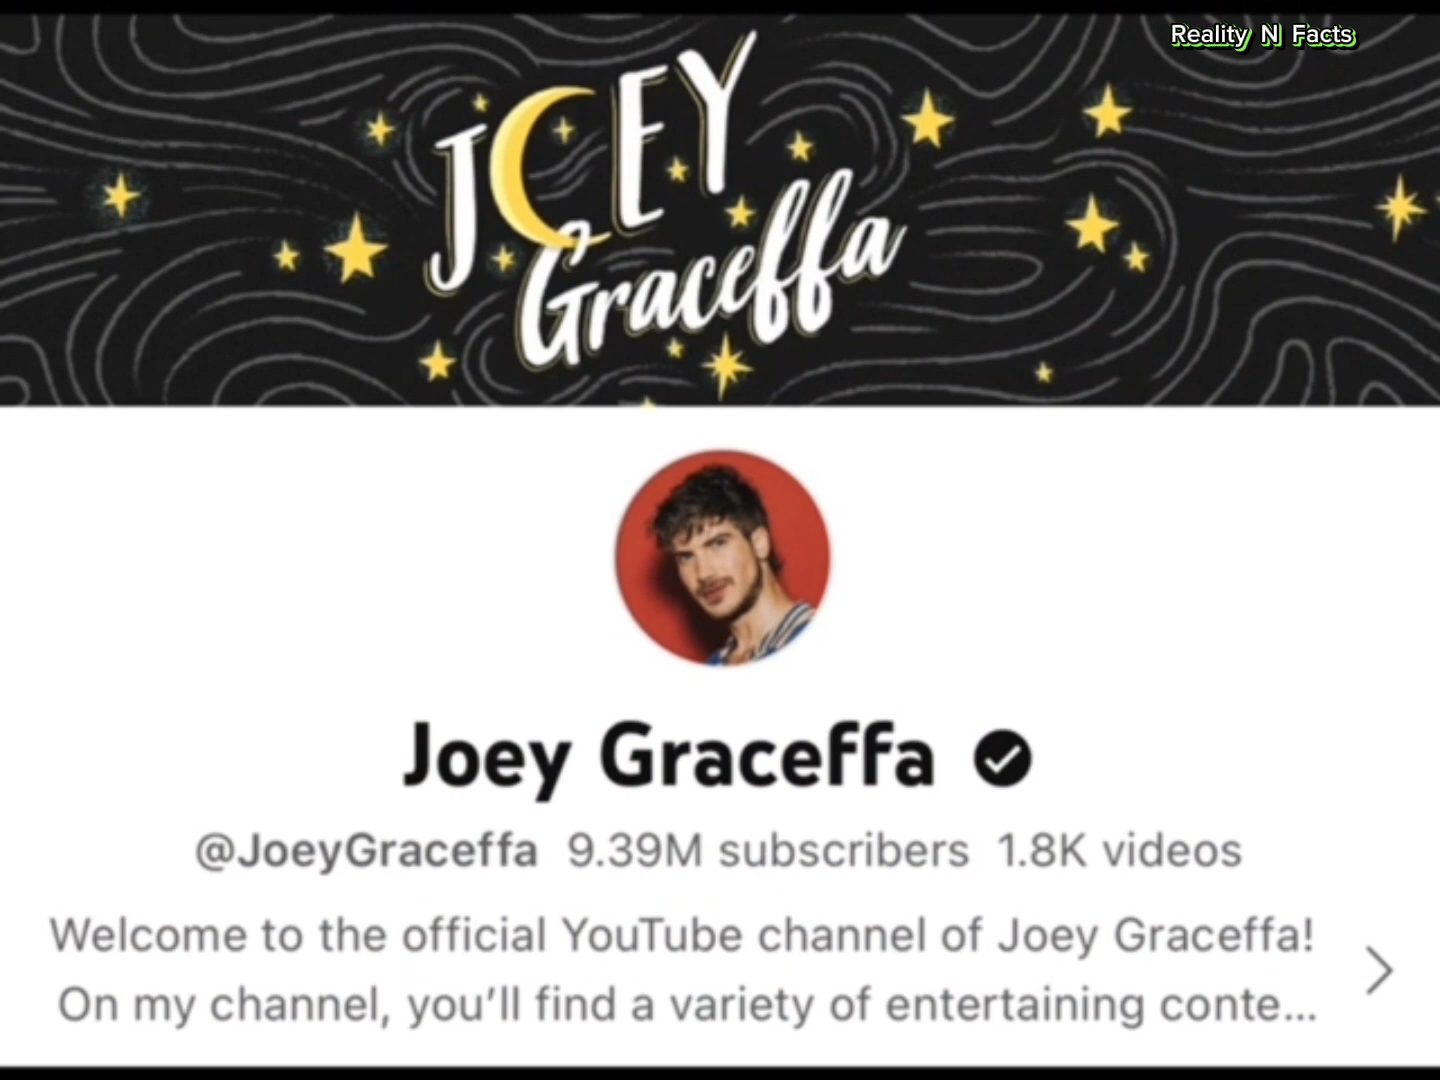 Reality N Facts
JOEY
Graceffa
Joey Graceffa
@JoeyGraceffa 9.39M subscribers 1.8K videos
Welcome to the official YouTube channel of Joey Graceffa!
On my channel, you’ll find a variety of entertaining conte...